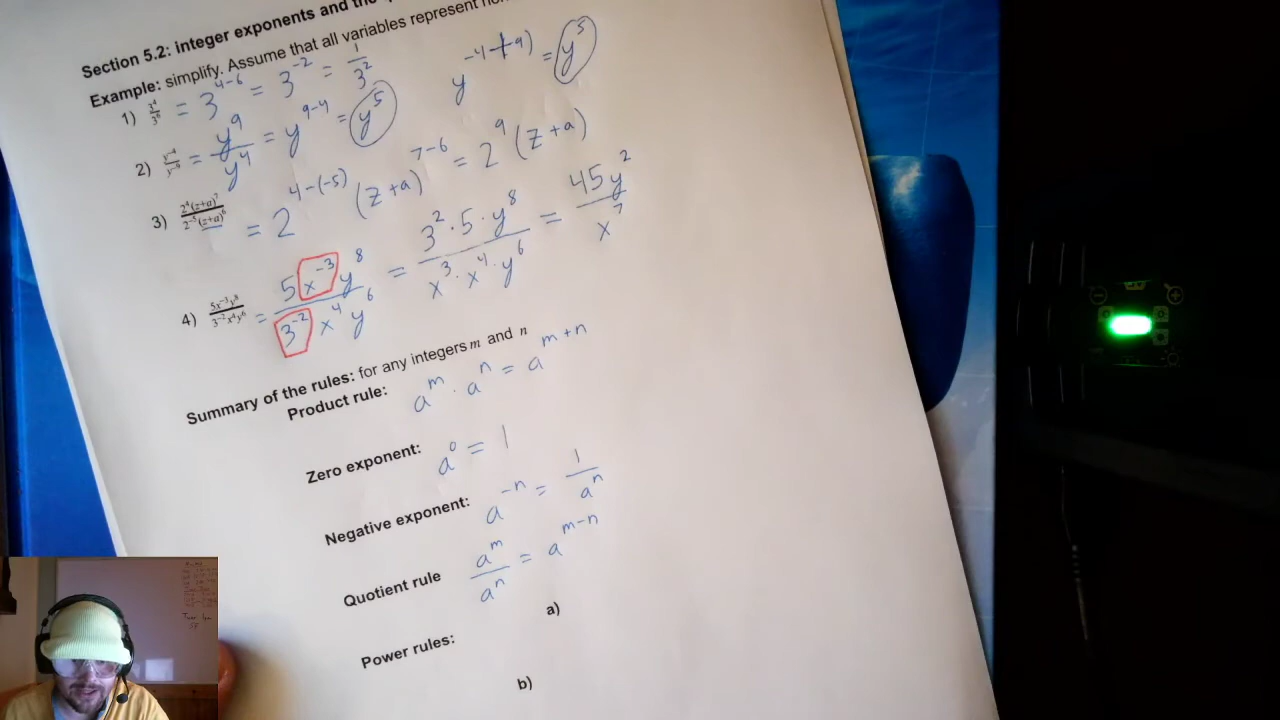 Section 5.2: integer exponents and the
Example: simplify. Assume that all variables represent
1) 3^4/3^6 = 3^(4-6) = 3^(-2) = 1/3^2
2) y^(-4)/y^(-9) = y^9/y^4 = y^(9-4) = y^5
y^(-4-(-9)) = y^5
3) 2^4(z+a)^7/2^(-5)(z+a)^6 = 2^(4-(-5)) (z+a)^(7-6) = 2^9 (z+a)
4) 5x^(-3)y^8/3^(-2)x^4y^6 = 5x^(-3)y^8/3^(-2)x^4y^6 = 3^2·5·y^8/x^3·x^4·y^6 = 45y^2/x^7
Summary of the rules: for any integers m and n
Product rule: a^m · a^n = a^(m+n)
Zero exponent: a^0 = 1
Negative exponent: a^(-n) = 1/a^n
Quotient rule a^m/a^n = a^(m-n)
Power rules: a)
b)